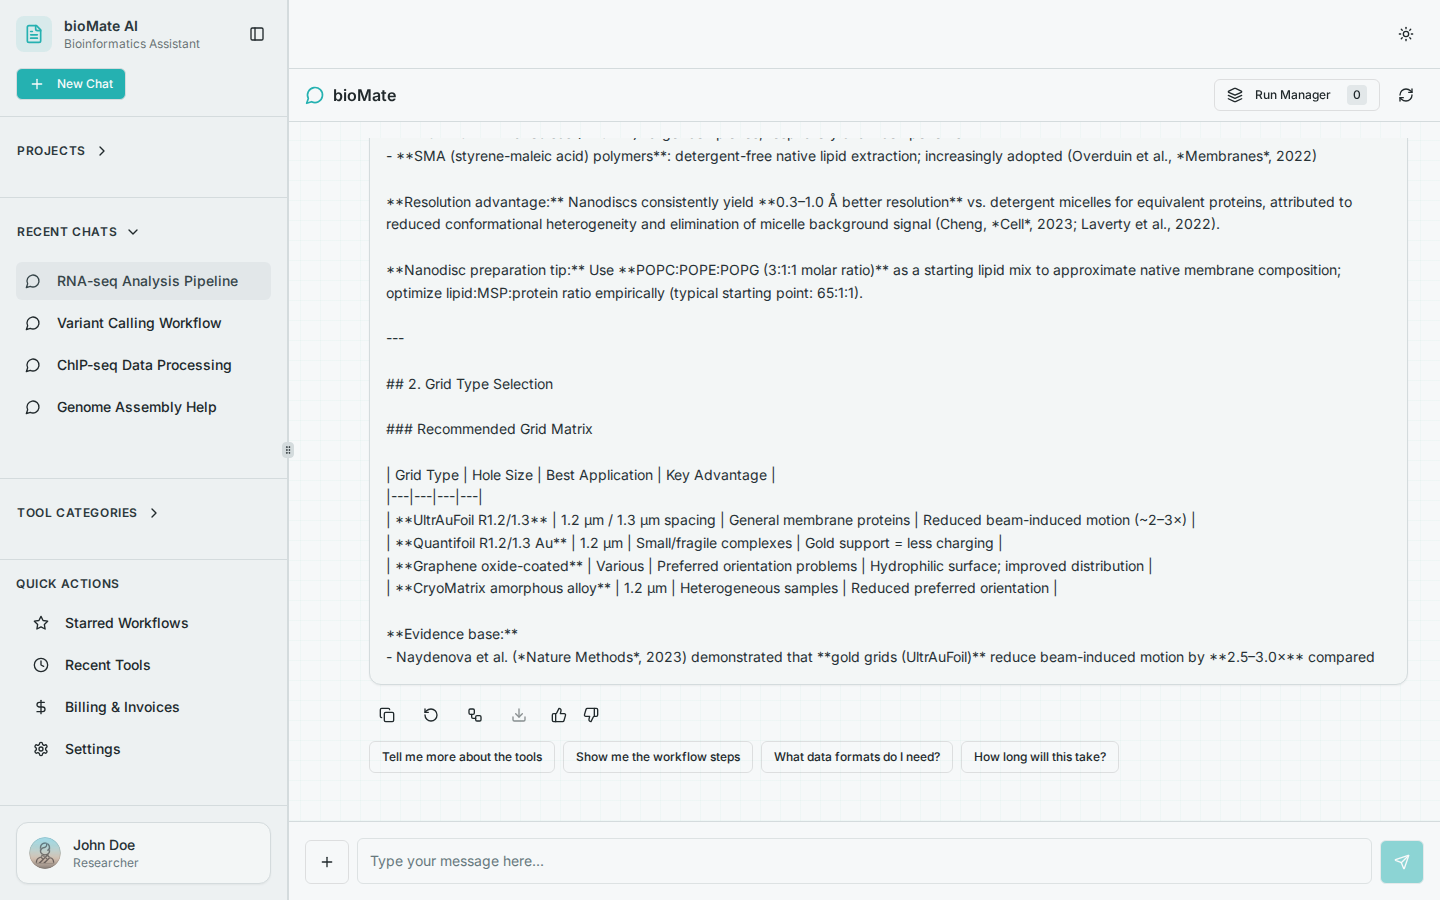 bioMate AI
Bioinformatics Assistant
New Chat
PROJECTS
RECENT CHATS
RNA-seq Analysis Pipeline
Variant Calling Workflow
ChIP-seq Data Processing
Genome Assembly Help
TOOL CATEGORIES
QUICK ACTIONS
Starred Workflows
Recent Tools
Billing & Invoices
Settings
John Doe
Researcher
bioMate
Run Manager 0
- **SMA (styrene-maleic acid) polymers**: detergent-free native lipid extraction; increasingly adopted (Overduin et al., *Membranes*, 2022)
**Resolution advantage:** Nanodiscs consistently yield **0.3–1.0 Å better resolution** vs. detergent micelles for equivalent proteins, attributed to
reduced conformational heterogeneity and elimination of micelle background signal (Cheng, *Cell*, 2023; Laverty et al., 2022).
**Nanodisc preparation tip:** Use **POPC:POPE:POPG (3:1:1 molar ratio)** as a starting lipid mix to approximate native membrane composition;
optimize lipid:MSP:protein ratio empirically (typical starting point: 65:1:1).
---
## 2. Grid Type Selection
### Recommended Grid Matrix
| Grid Type | Hole Size | Best Application | Key Advantage |
|---|---|---|---|
| **UltrAuFoil R1.2/1.3** | 1.2 µm / 1.3 µm spacing | General membrane proteins | Reduced beam-induced motion (~2–3×) |
| **Quantifoil R1.2/1.3 Au** | 1.2 µm | Small/fragile complexes | Gold support = less charging |
| **Graphene oxide-coated** | Various | Preferred orientation problems | Hydrophilic surface; improved distribution |
| **CryoMatrix amorphous alloy** | 1.2 µm | Heterogeneous samples | Reduced preferred orientation |
**Evidence base:**
- Naydenova et al. (*Nature Methods*, 2023) demonstrated that **gold grids (UltrAuFoil)** reduce beam-induced motion by **2.5–3.0×** compared
Tell me more about the tools
Show me the workflow steps
What data formats do I need?
How long will this take?
Type your message here...